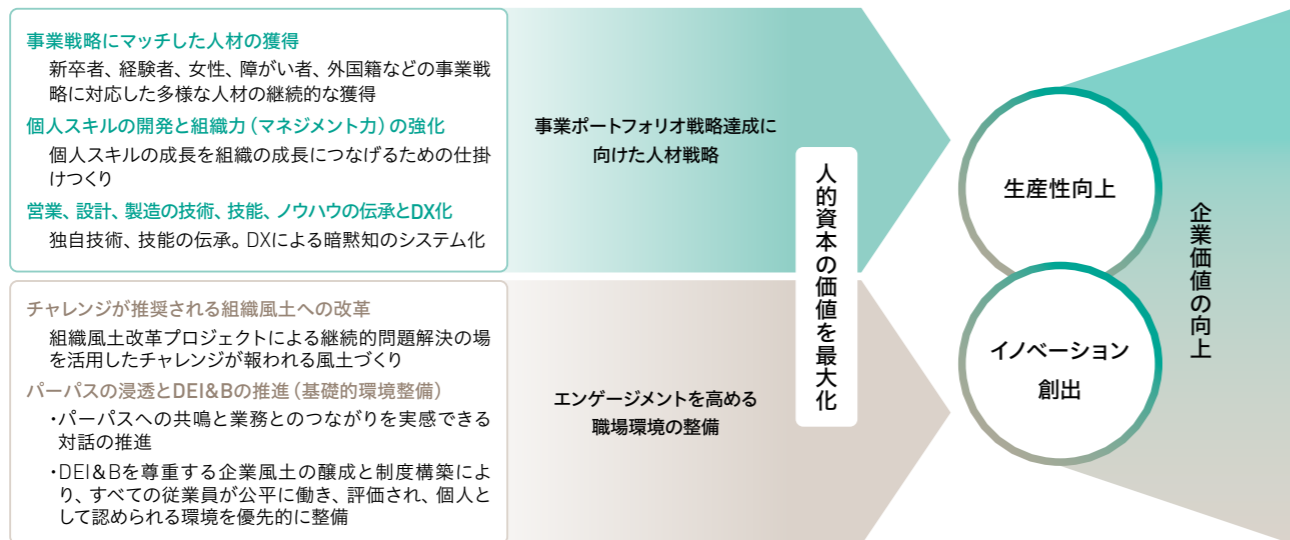 事業戦略にマッチした人材の獲得
新卒者、経験者、女性、障がい者、外国籍などの事業戦
略に対応した多様な人材の継続的な獲得
個人スキルの開発と組織力（マネジメント力）の強化
個人スキルの成長を組織の成長につなげるための仕掛
けつくり
営業、設計、製造の技術、技能、ノウハウの伝承とDX化
独自技術、技能の伝承。DXによる暗黙知のシステム化
チャレンジが推奨される組織風土への改革
組織風土改革プロジェクトによる継続的問題解決の場
を活用したチャレンジが報われる風土づくり
パーパスの浸透とDEI&Bの推進（基礎的環境整備）
・パーパスへの共鳴と業務とのつながりを実感できる
対話の推進
・DEI&Bを尊重する企業風土の醸成と制度構築によ
り、すべての従業員が公平に働き、評価され、個人と
して認められる環境を優先的に整備
事業ポートフォリオ戦略達成に
向けた人材戦略
エンゲージメントを高める
職場環境の整備
人的資本の価値を最大化
生産性向上
イノベーション
創出
企業価値の向上